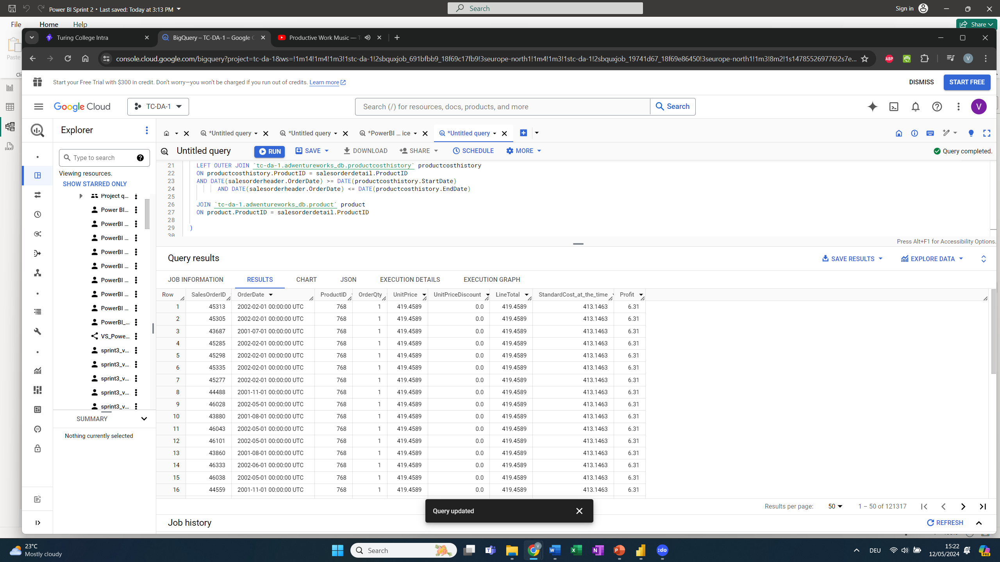 Power BI Sprint 2 • Last saved: Today at 3:13 PM
Search
Sign in
File
Home
Help
Share
Paste
Cli
Turing College Intra
BigQuery – TC-DA-1 – Google C
Productive Work Music — T
console.cloud.google.com/bigquery?project=tc-da-1&ws=!1m14!1m4!1m3!1stc-da-1!2sbquxjob_691bfbb9_18f69c17fb9!3seurope-north1!1m4!1m3!1stc-da-1!2sbquxjob_19741d67_18f69e86450!3seurope-north1!1m3!8m2!1s147855269776!2s7e...
ABP
V
Start your Free Trial with $300 in credit. Don't worry—you won't be charged if you run out of credits. Learn more
DISMISS
START FREE
Google Cloud
TC-DA-1
Search (/) for resources, docs, products, and more
Search
V
Explorer
*Untitled query
*Untitled query
*PowerBI ... ice
*Untitled query
Untitled query
RUN
SAVE
DOWNLOAD
SHARE
SCHEDULE
MORE
Query completed.
Type to search
Viewing resources.
SHOW STARRED ONLY
Project q...
Power BI...
PowerBI ...
PowerBI ...
PowerBI ...
PowerBI ...
PowerBI ...
PowerBI ...
PowerBI ...
PowerBI_...
VS_Powe...
sprint3_v...
sprint3_v...
sprint3_v...
sprint3_v...
sprint3_v...
SUMMARY
Nothing currently selected
DAX
21 LEFT OUTER JOIN `tc-da-1.adwentureworks_db.productcosthistory` productcosthistory
22 ON productcosthistory.ProductID = salesorderdetail.ProductID
23 AND DATE(salesorderheader.OrderDate) >= DATE(productcosthistory.StartDate)
24 AND DATE(salesorderheader.OrderDate) <= DATE(productcosthistory.EndDate)
25
26 JOIN `tc-da-1.adwentureworks_db.product` product
27 ON product.ProductID = salesorderdetail.ProductID
28
29 )
30
Press Alt+F1 for Accessibility Options.
Query results
SAVE RESULTS
EXPLORE DATA
JOB INFORMATION
RESULTS
CHART
JSON
EXECUTION DETAILS
EXECUTION GRAPH
Row SalesOrderID OrderDate ProductID OrderQty UnitPrice UnitPriceDiscount LineTotal StandardCost_at_the_time Profit
1 45313 2002-02-01 00:00:00 UTC 768 1 419.4589 0.0 419.4589 413.1463 6.31
2 45305 2002-02-01 00:00:00 UTC 768 1 419.4589 0.0 419.4589 413.1463 6.31
3 43687 2001-07-01 00:00:00 UTC 768 1 419.4589 0.0 419.4589 413.1463 6.31
4 45285 2002-02-01 00:00:00 UTC 768 1 419.4589 0.0 419.4589 413.1463 6.31
5 45298 2002-02-01 00:00:00 UTC 768 1 419.4589 0.0 419.4589 413.1463 6.31
6 45335 2002-02-01 00:00:00 UTC 768 1 419.4589 0.0 419.4589 413.1463 6.31
7 45277 2002-02-01 00:00:00 UTC 768 1 419.4589 0.0 419.4589 413.1463 6.31
8 44488 2001-11-01 00:00:00 UTC 768 1 419.4589 0.0 419.4589 413.1463 6.31
9 46028 2002-05-01 00:00:00 UTC 768 1 419.4589 0.0 419.4589 413.1463 6.31
10 43880 2001-08-01 00:00:00 UTC 768 1 419.4589 0.0 419.4589 413.1463 6.31
11 46043 2002-05-01 00:00:00 UTC 768 1 419.4589 0.0 419.4589 413.1463 6.31
12 46101 2002-05-01 00:00:00 UTC 768 1 419.4589 0.0 419.4589 413.1463 6.31
13 43860 2001-08-01 00:00:00 UTC 768 1 419.4589 0.0 419.4589 413.1463 6.31
14 46333 2002-06-01 00:00:00 UTC 768 1 419.4589 0.0 419.4589 413.1463 6.31
15 46038 2002-05-01 00:00:00 UTC 768 1 419.4589 0.0 419.4589 413.1463 6.31
16 44559 2001-11-01 00:00:00 UTC 768 1 419.4589 0.0 419.4589 413.1463 6.31
Results per page: 50 1 – 50 of 121317
Query updated
Job history
REFRESH
23°C
Mostly cloudy
Search
:do
DEU
15:22
12/05/2024
PRE